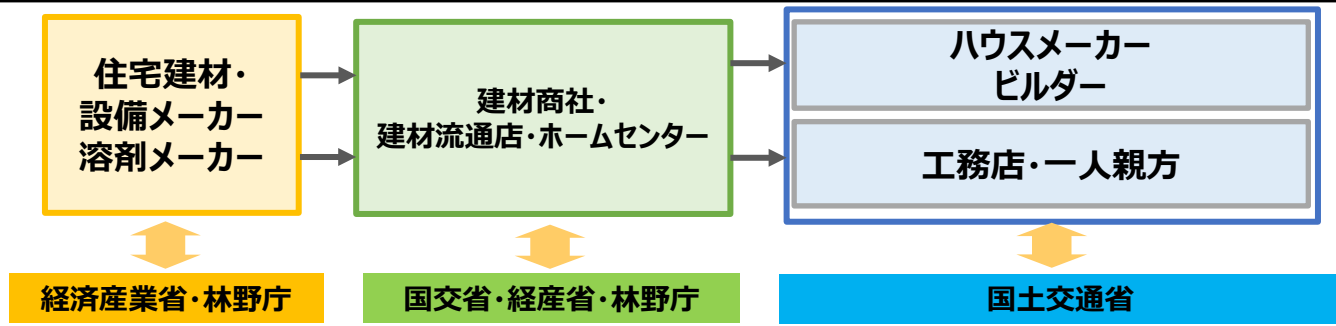 住宅建材・
設備メーカー
溶剤メーカー
建材商社・
建材流通店・ホームセンター
ハウスメーカー
ビルダー
工務店・一人親方
経済産業省・林野庁
国交省・経産省・林野庁
国土交通省